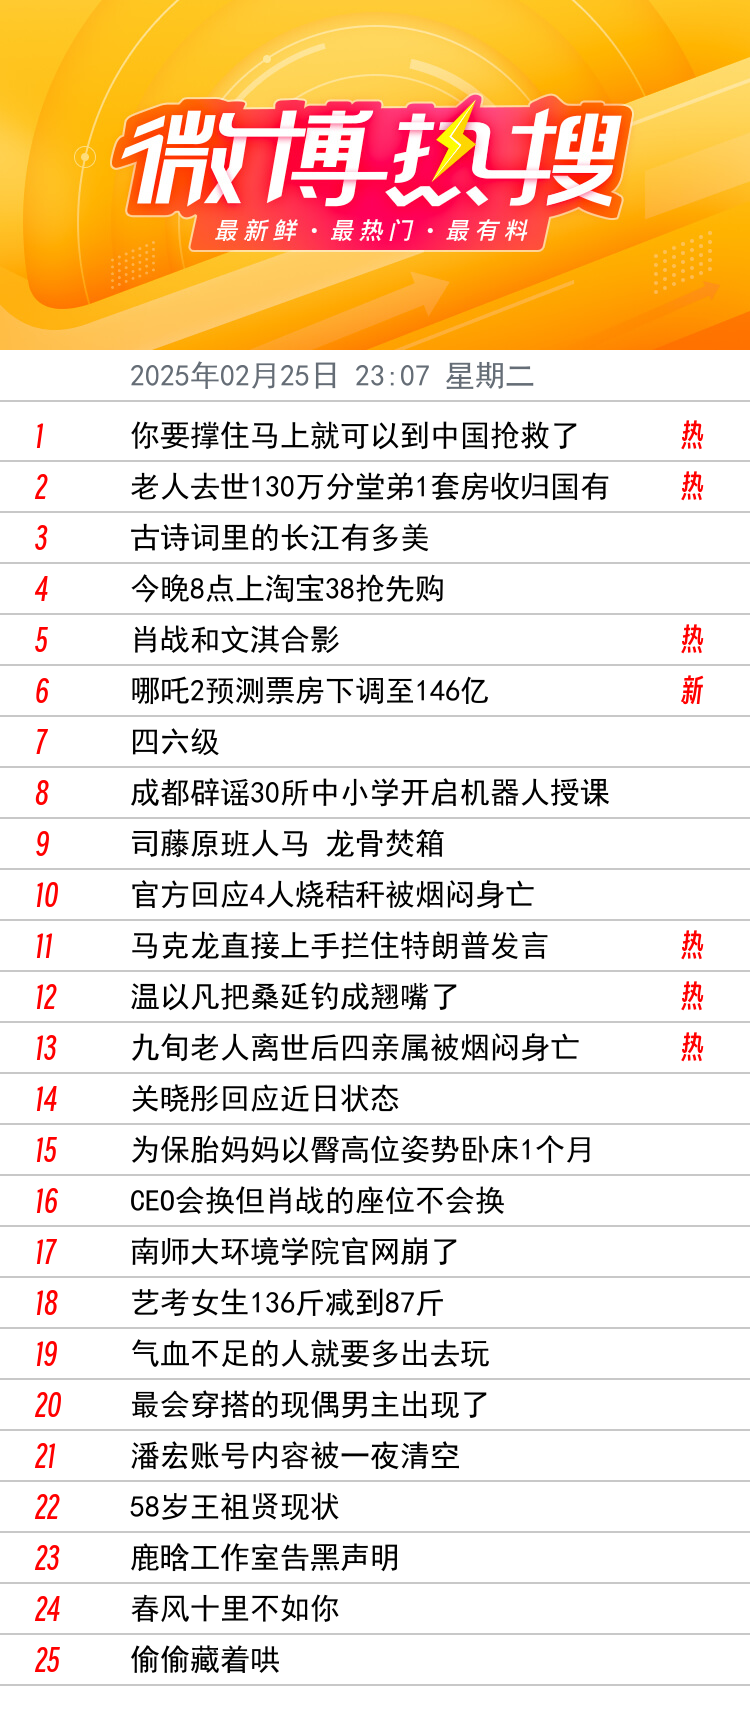 微博热搜
最新鲜·最热门·最有料
2025年02月25日 23:07 星期二
1 你要撑住马上就可以到中国抢救了 热
2 老人去世130万分堂弟1套房收归国有 热
3 古诗词里的长江有多美
4 今晚8点上淘宝38抢先购
5 肖战和文淇合影 热
6 哪吒2预测票房下调至146亿 新
7 四六级
8 成都辟谣30所中小学开启机器人授课
9 司藤原班人马 龙骨焚箱
10 官方回应4人烧秸秆被烟闷身亡
11 马克龙直接上手拦住特朗普发言 热
12 温以凡把桑延钓成翘嘴了 热
13 九旬老人离世后四亲属被烟闷身亡 热
14 关晓彤回应近日状态
15 为保胎妈妈以臀高位姿势卧床1个月
16 CEO会换但肖战的座位不会换
17 南师大环境学院官网崩了
18 艺考女生136斤减到87斤
19 气血不足的人就要多出去玩
20 最会穿搭的现偶男主出现了
21 潘宏账号内容被一夜清空
22 58岁王祖贤现状
23 鹿晗工作室告黑声明
24 春风十里不如你
25 偷偷藏着哄